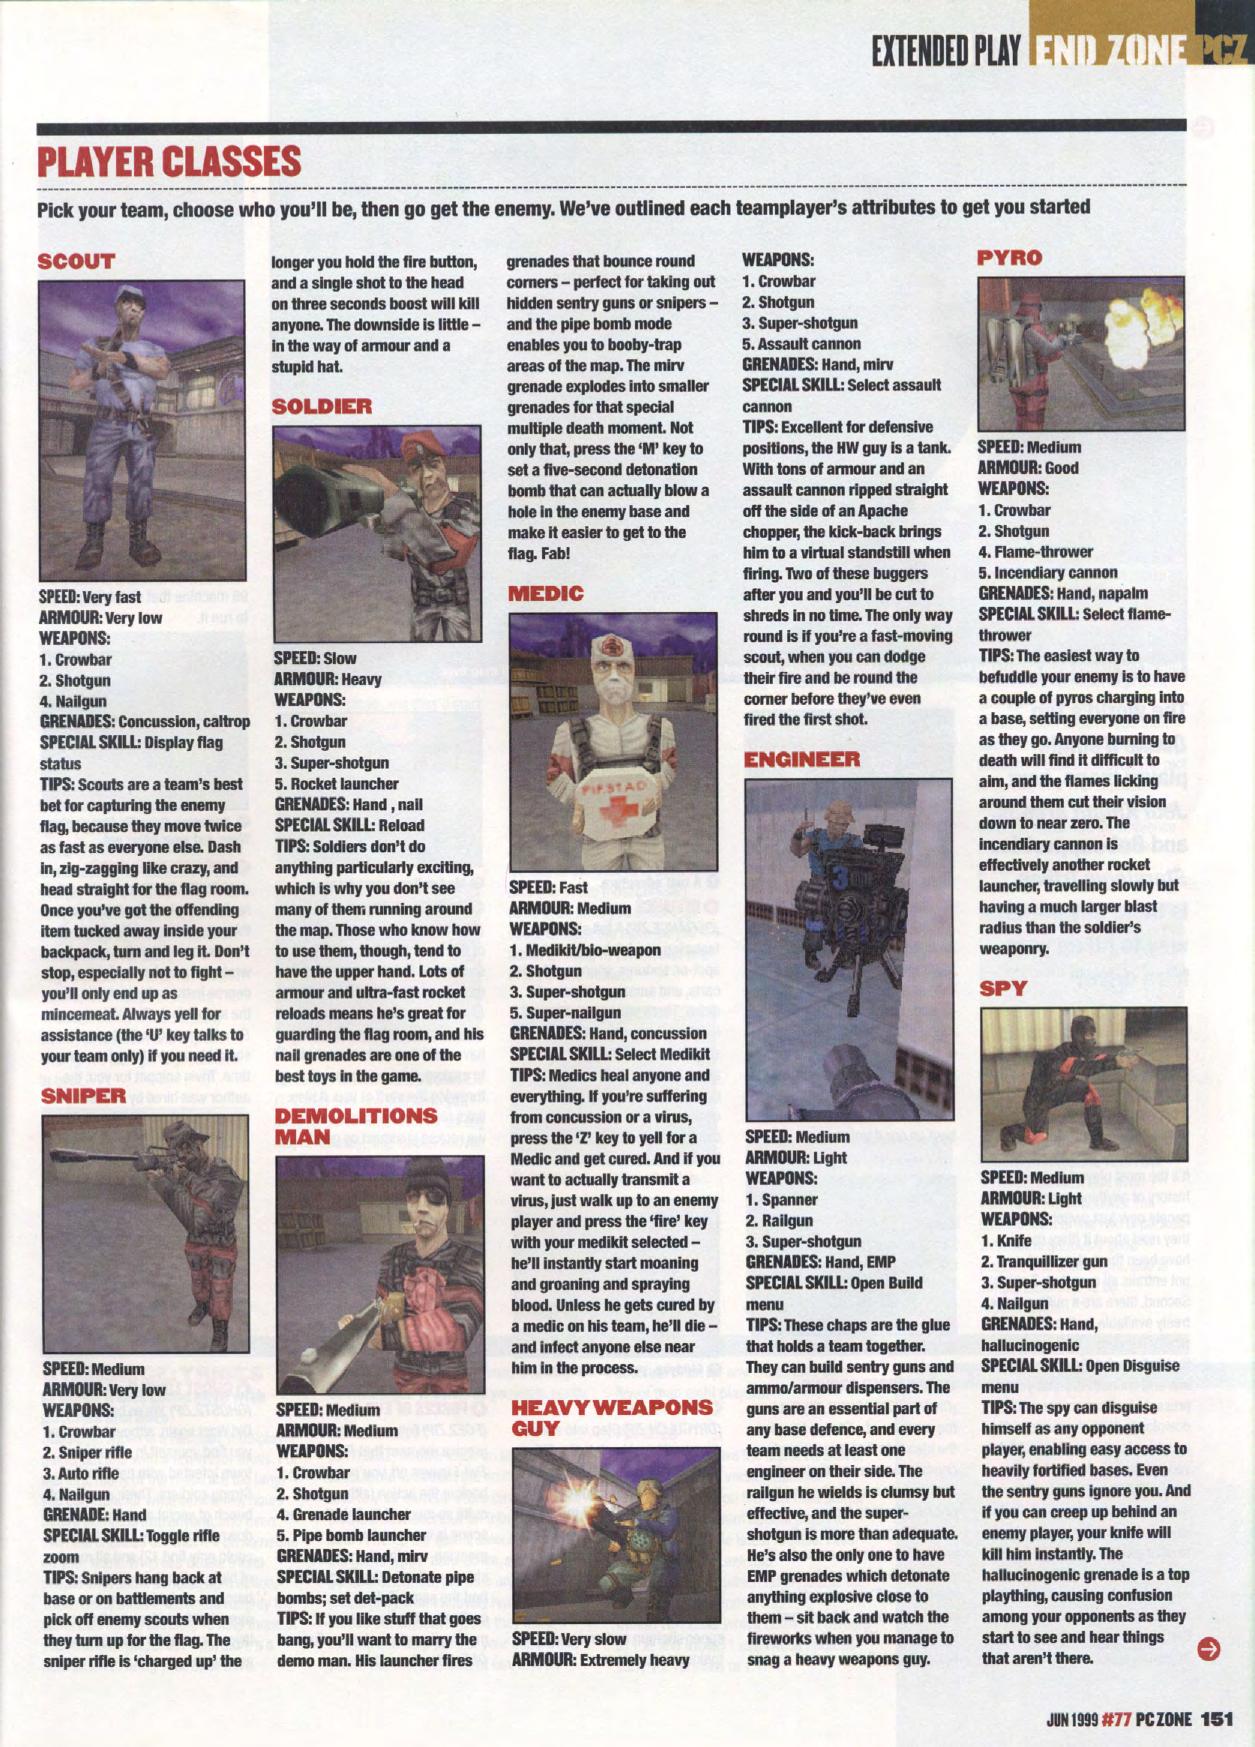 EXTENDED PLAY END ZONE PCZ
PLAYER CLASSES
Pick your team, choose who you'll be, then go get the enemy. We've outlined each teamplayer's attributes to get you started
SCOUT
SPEED: Very fast
ARMOUR: Very low
WEAPONS:
1. Crowbar
2. Shotgun
4. Nailgun
GRENADES: Concussion, caltrop
SPECIAL SKILL: Display flag
status
TIPS: Scouts are a team's best
bet for capturing the enemy
flag, because they move twice
as fast as everyone else. Dash
in, zig-zagging like crazy, and
head straight for the flag room.
Once you've got the offending
item tucked away inside your
backpack, turn and leg it. Don't
stop, especially not to fight –
you'll only end up as
mincemeat. Always yell for
assistance (the 'U' key talks to
your team only) if you need it.
SNIPER
SPEED: Medium
ARMOUR: Very low
WEAPONS:
1. Crowbar
2. Sniper rifle
3. Auto rifle
4. Nailgun
GRENADE: Hand
SPECIAL SKILL: Toggle rifle
zoom
TIPS: Snipers hang back at
base or on battlements and
pick off enemy scouts when
they turn up for the flag. The
sniper rifle is 'charged up' the
longer you hold the fire button,
and a single shot to the head
on three seconds boost will kill
anyone. The downside is little –
in the way of armour and a
stupid hat.
SOLDIER
SPEED: Slow
ARMOUR: Heavy
WEAPONS:
1. Crowbar
2. Shotgun
3. Super-shotgun
5. Rocket launcher
GRENADES: Hand , nail
SPECIAL SKILL: Reload
TIPS: Soldiers don't do
anything particularly exciting,
which is why you don't see
many of them running around
the map. Those who know how
to use them, though, tend to
have the upper hand. Lots of
armour and ultra-fast rocket
reloads means he's great for
guarding the flag room, and his
nail grenades are one of the
best toys in the game.
DEMOLITIONS
MAN
SPEED: Medium
ARMOUR: Medium
WEAPONS:
1. Crowbar
2. Shotgun
4. Grenade launcher
5. Pipe bomb launcher
GRENADES: Hand, mirv
SPECIAL SKILL: Detonate pipe
bombs; set det-pack
TIPS: If you like stuff that goes
bang, you'll want to marry the
demo man. His launcher fires
grenades that bounce round
corners – perfect for taking out
hidden sentry guns or snipers –
and the pipe bomb mode
enables you to booby-trap
areas of the map. The mirv
grenade explodes into smaller
grenades for that special
multiple death moment. Not
only that, press the 'M' key to
set a five-second detonation
bomb that can actually blow a
hole in the enemy base and
make it easier to get to the
flag. Fab!
MEDIC
FIRST AID
SPEED: Fast
ARMOUR: Medium
WEAPONS:
1. Medikit/bio-weapon
2. Shotgun
3. Super-shotgun
5. Super-nailgun
GRENADES: Hand, concussion
SPECIAL SKILL: Select Medikit
TIPS: Medics heal anyone and
everything. If you're suffering
from concussion or a virus,
press the 'Z' key to yell for a
Medic and get cured. And if you
want to actually transmit a
virus, just walk up to an enemy
player and press the 'fire' key
with your medikit selected –
he'll instantly start moaning
and groaning and spraying
blood. Unless he gets cured by
a medic on his team, he'll die –
and infect anyone else near
him in the process.
HEAVY WEAPONS
GUY
SPEED: Very slow
ARMOUR: Extremely heavy
WEAPONS:
1. Crowbar
2. Shotgun
3. Super-shotgun
5. Assault cannon
GRENADES: Hand, mirv
SPECIAL SKILL: Select assault
cannon
TIPS: Excellent for defensive
positions, the HW guy is a tank.
With tons of armour and an
assault cannon ripped straight
off the side of an Apache
chopper, the kick-back brings
him to a virtual standstill when
firing. Two of these buggers
after you and you'll be cut to
shreds in no time. The only way
round is if you're a fast-moving
scout, when you can dodge
their fire and be round the
corner before they've even
fired the first shot.
ENGINEER
3
SPEED: Medium
ARMOUR: Light
WEAPONS:
1. Spanner
2. Railgun
3. Super-shotgun
GRENADES: Hand, EMP
SPECIAL SKILL: Open Build
menu
TIPS: These chaps are the glue
that holds a team together.
They can build sentry guns and
ammo/armour dispensers. The
guns are an essential part of
any base defence, and every
team needs at least one
engineer on their side. The
railgun he wields is clumsy but
effective, and the super-
shotgun is more than adequate.
He's also the only one to have
EMP grenades which detonate
anything explosive close to
them – sit back and watch the
fireworks when you manage to
snag a heavy weapons guy.
PYRO
SPEED: Medium
ARMOUR: Good
WEAPONS:
1. Crowbar
2. Shotgun
4. Flame-thrower
5. Incendiary cannon
GRENADES: Hand, napalm
SPECIAL SKILL: Select flame-
thrower
TIPS: The easiest way to
befuddle your enemy is to have
a couple of pyros charging into
a base, setting everyone on fire
as they go. Anyone burning to
death will find it difficult to
aim, and the flames licking
around them cut their vision
down to near zero. The
incendiary cannon is
effectively another rocket
launcher, travelling slowly but
having a much larger blast
radius than the soldier's
weaponry.
SPY
SPEED: Medium
ARMOUR: Light
WEAPONS:
1. Knife
2. Tranquillizer gun
3. Super-shotgun
4. Nailgun
GRENADES: Hand,
hallucinogenic
SPECIAL SKILL: Open Disguise
menu
TIPS: The spy can disguise
himself as any opponent
player, enabling easy access to
heavily fortified bases. Even
the sentry guns ignore you. And
if you can creep up behind an
enemy player, your knife will
kill him instantly. The
hallucinogenic grenade is a top
plaything, causing confusion
among your opponents as they
start to see and hear things
that aren't there.
JUN 1999 #77 PC ZONE 151